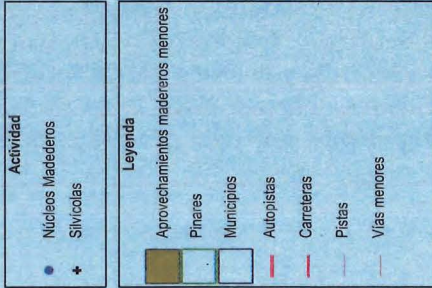 Actividad
Núcleos Madederos
Silvícolas
Leyenda
Aprovechamientos madereros menores
Pinares
Municipios
Autopistas
Carreteras
Pistas
Vías menores